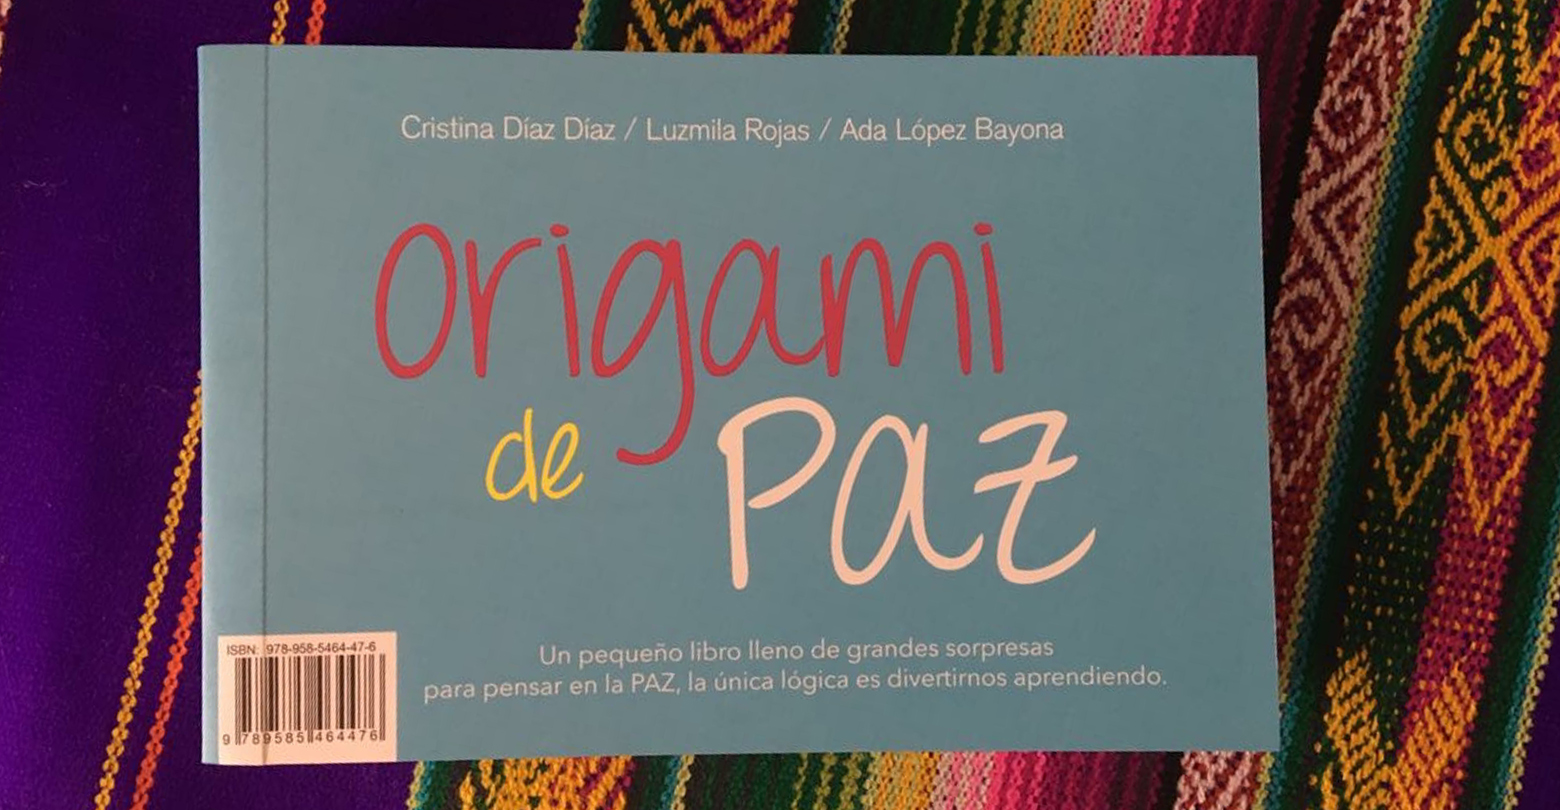 Cristina Díaz Díaz / Luzmila Rojas / Ada López Bayona
origami
de Paz
Un pequeño libro lleno de grandes sorpresas
para pensar en la PAZ, la única lógica es divertirnos aprendiendo.
ISBN: 978-958-5464-47-6
9 789585 464476